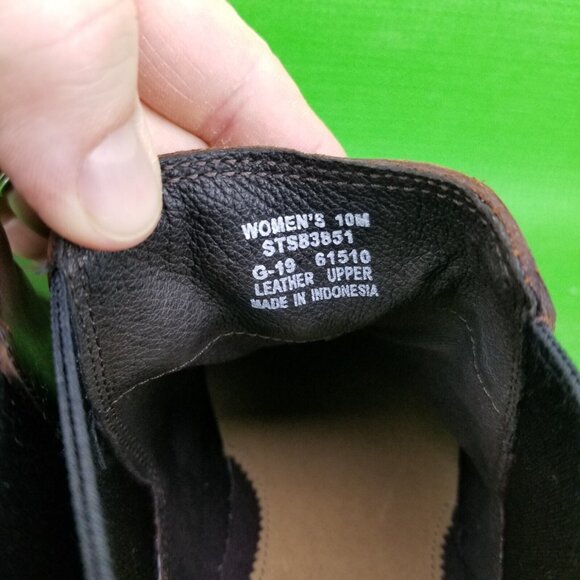 WOMEN'S 10M
STS83851
G-19 61510
LEATHER UPPER
MADE IN INDONESIA